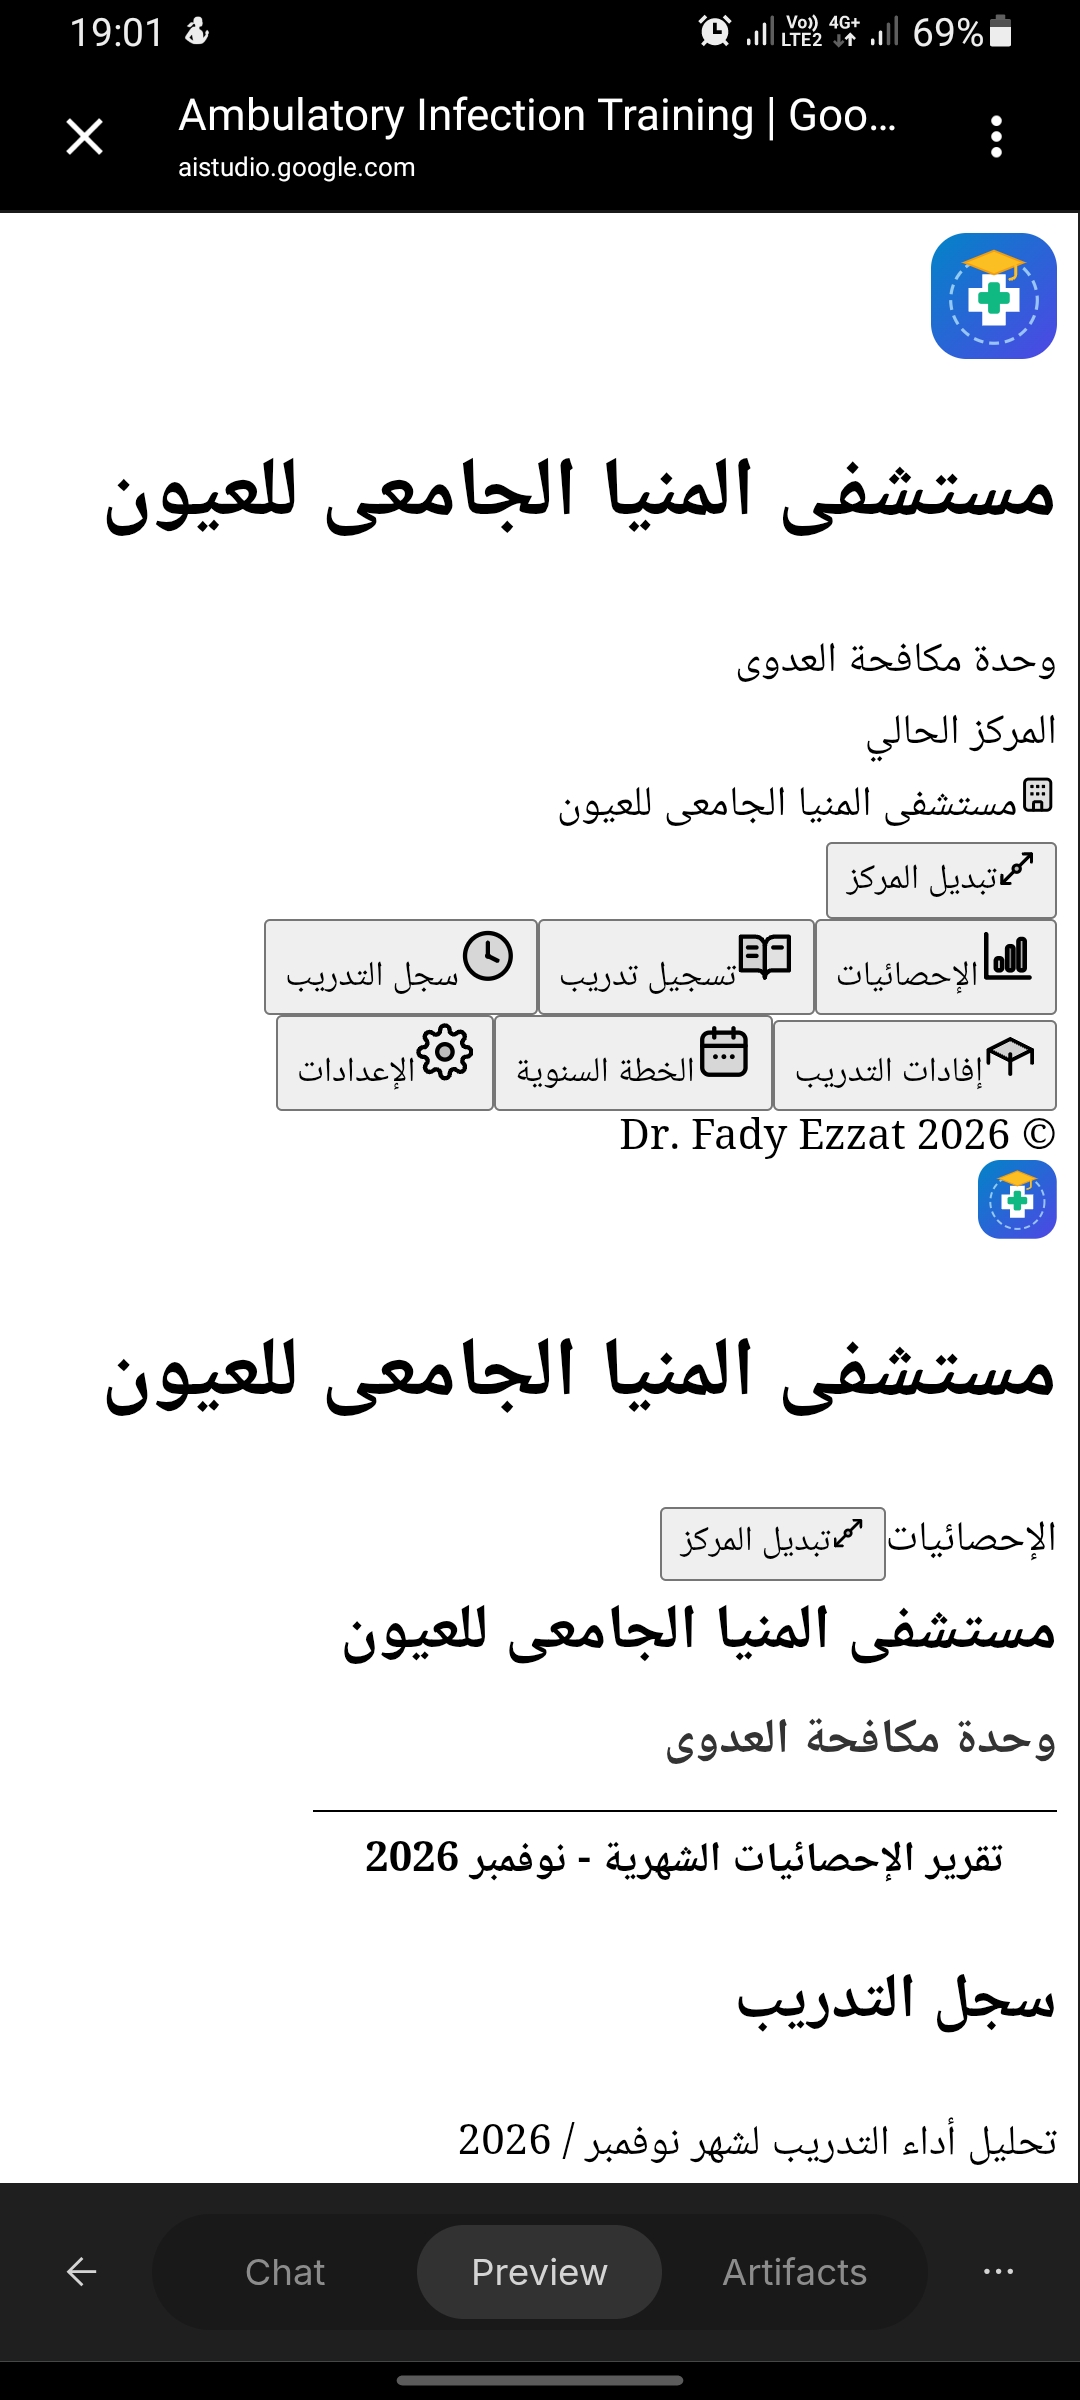 19:01
Vo)) LTE2 4G+ 69%
Ambulatory Infection Training | Goo...
aistudio.google.com
مستشفى المنيا الجامعى للعيون
وحدة مكافحة العدوى
المركز الحالي
مستشفى المنيا الجامعى للعيون
تبديل المركز
الإحصائيات تسجيل تدريب سجل التدريب
إفادات التدريب الخطة السنوية الإعدادات
Dr. Fady Ezzat 2026 ©
مستشفى المنيا الجامعى للعيون
الإحصائيات تبديل المركز
مستشفى المنيا الجامعى للعيون
وحدة مكافحة العدوى
تقرير الإحصائيات الشهرية - نوفمبر 2026
سجل التدريب
تحليل أداء التدريب لشهر نوفمبر / 2026
Chat Preview Artifacts